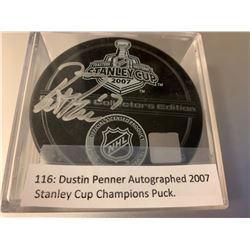 STANLEY CUP
2007
Collectors Edition
NHL
116: Dustin Penner Autographed 2007
Stanley Cup Champions Puck.